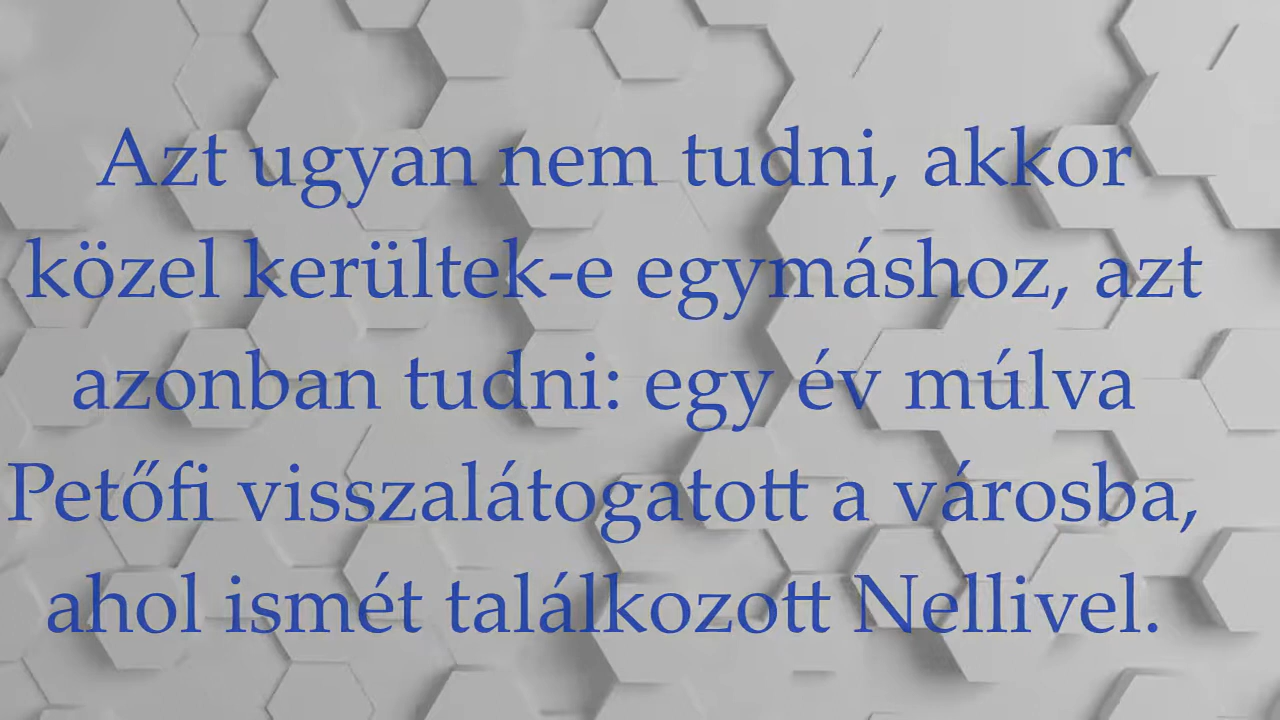 Azt ugyan nem tudni, akkor
közel kerültek-e egymáshoz, azt
azonban tudni: egy év múlva
Petőfi visszalátogatott a városba,
ahol ismét találkozott Nellivel.